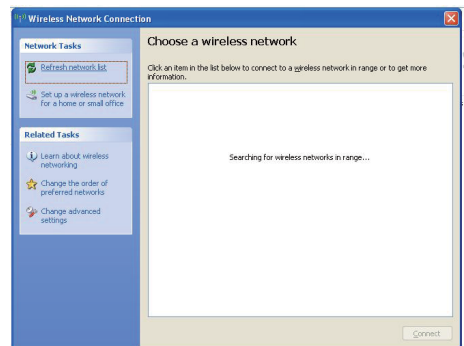 Wireless Network Connection
Network Tasks
Refresh network list
Set up a wireless network
for a home or small office
Related Tasks
Learn about wireless
networking
Change the order of
preferred networks
Change advanced
settings
Choose a wireless network
Click an item in the list below to connect to a wireless network in range or to get more
information.
Searching for wireless networks in range...
Connect